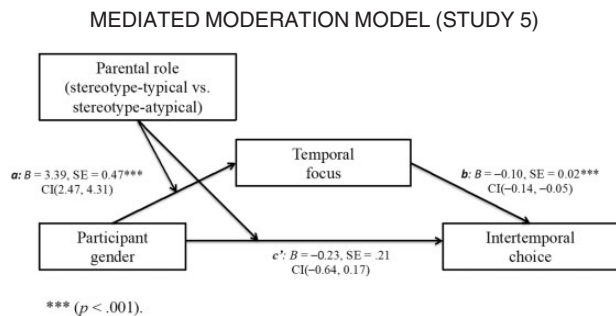 MEDIATED MODERATION MODEL (STUDY 5)
Parental role
(stereotype-typical vs.
stereotype-atypical)
Temporal
focus
a: B = 3.39, SE = 0.47***
CI(2.47, 4.31)
b: B = −0.10, SE = 0.02***
CI(−0.14, −0.05)
Participant
gender
Intertemporal
choice
c’: B = −0.23, SE = .21
CI(−0.64, 0.17)
*** (p < .001).